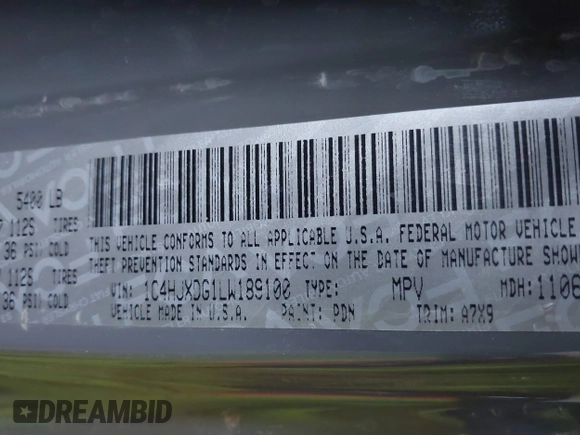 5400 LB
1125 TIRES
36 PSI COLD
1125 TIRES
36 PSI COLD
THIS VEHICLE CONFORMS TO ALL APPLICABLE U.S.A. FEDERAL MOTOR VEHICLE
THEFT PREVENTION STANDARDS IN EFFECT ON THE DATE OF MANUFACTURE SHOW
VIN: 1C4HJXDG1LW189100 TYPE: MPV MDH: 1106
VEHICLE MADE IN U.S.A. PAINT: PDN TRIM: A7X9
DREAMBID